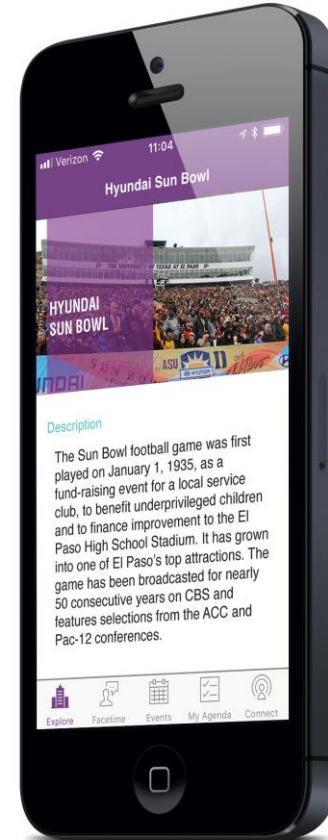 Verizon 11:04
Hyundai Sun Bowl
THE UNIVERSITY OF TEXAS AT EL PASO
HYUNDAI
SUN BOWL
ASU
HYUNDAI
Description
The Sun Bowl football game was first
played on January 1, 1935, as a
fund-raising event for a local service
club, to benefit underprivileged children
and to finance improvement to the El
Paso High School Stadium. It has grown
into one of El Paso’s top attractions. The
game has been broadcasted for nearly
50 consecutive years on CBS and
features selections from the ACC and
Pac-12 conferences.
Explore Facetime Events My Agenda Connect